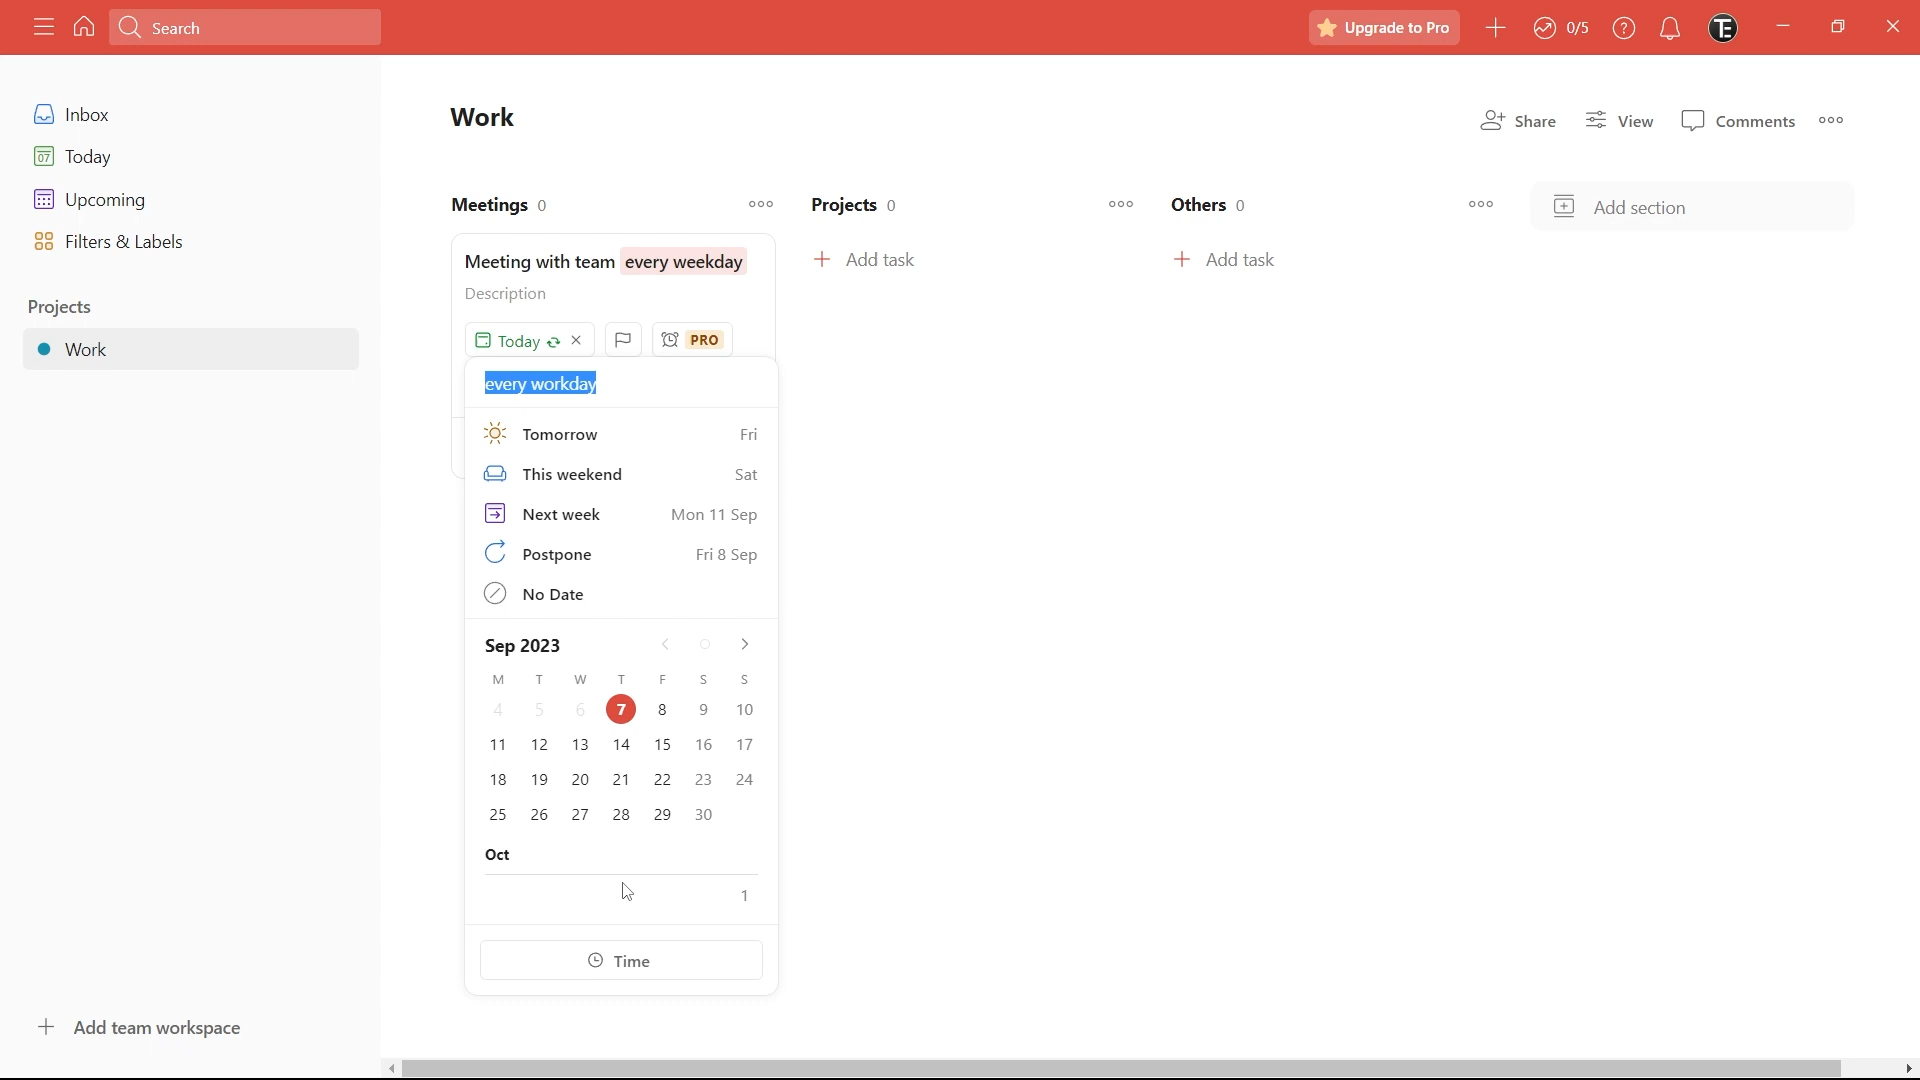 Search
Upgrade to Pro
0/5
TE
Inbox
07 Today
Upcoming
Filters & Labels
Projects
Work
Add team workspace
Work
Share
View
Comments
Meetings 0
Projects 0
Others 0
Add section
Meeting with team every weekday
Description
Today
PRO
+ Add task
+ Add task
every workday
Tomorrow Fri
This weekend Sat
Next week Mon 11 Sep
Postpone Fri 8 Sep
No Date
Sep 2023
M T W T F S S
4 5 6 7 8 9 10
11 12 13 14 15 16 17
18 19 20 21 22 23 24
25 26 27 28 29 30
Oct
1
Time